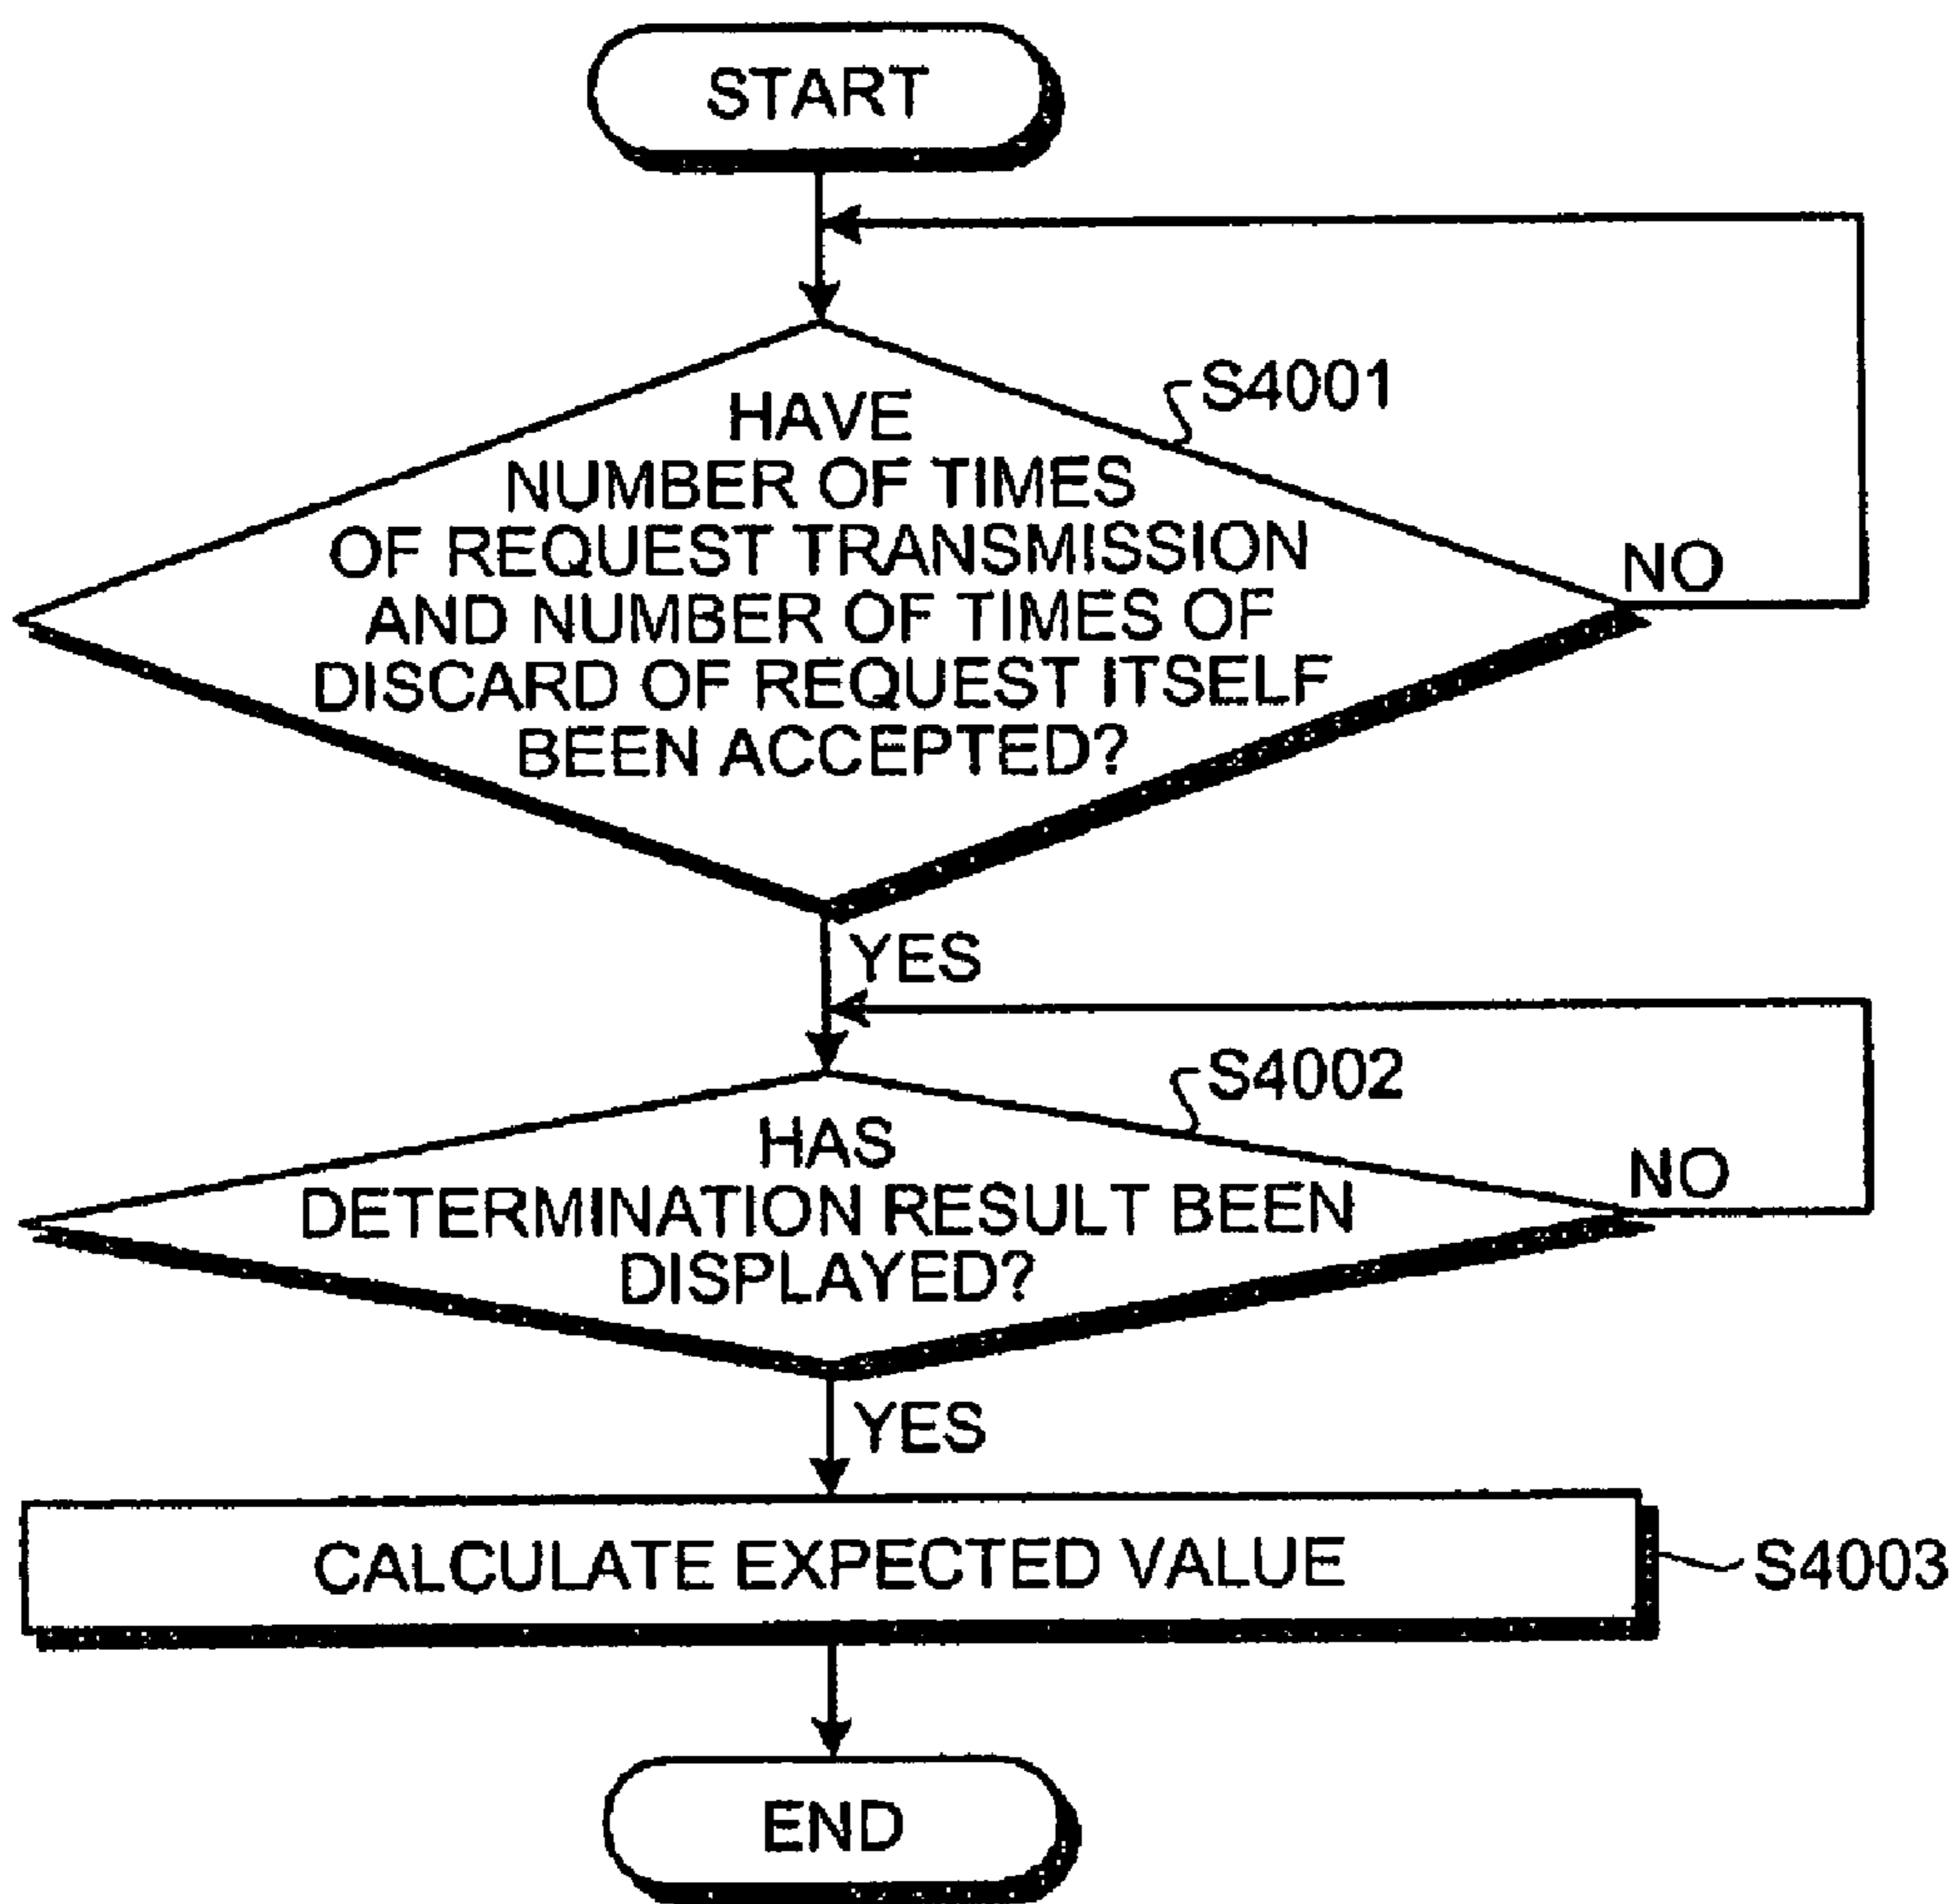 START
S4001
HAVE
NUMBER OF TIMES
OF REQUEST TRANSMISSION
AND NUMBER OF TIMES OF
DISCARD OF REQUEST ITSELF
BEEN ACCEPTED?
NO
YES
S4002
HAS
DETERMINATION RESULT BEEN
DISPLAYED?
NO
YES
CALCULATE EXPECTED VALUE
S4003
END